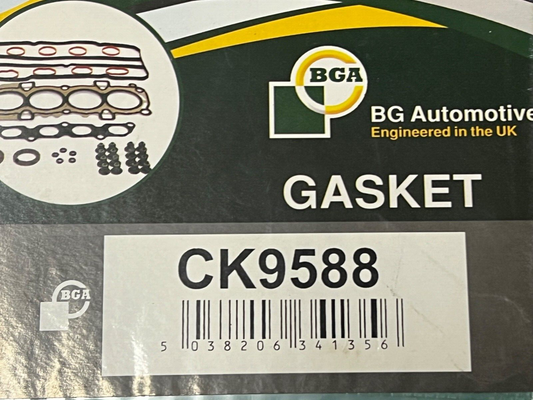 BGA
BG Automotive
Engineered in the UK
GASKET
CK9588
BGA
5 038206 341356